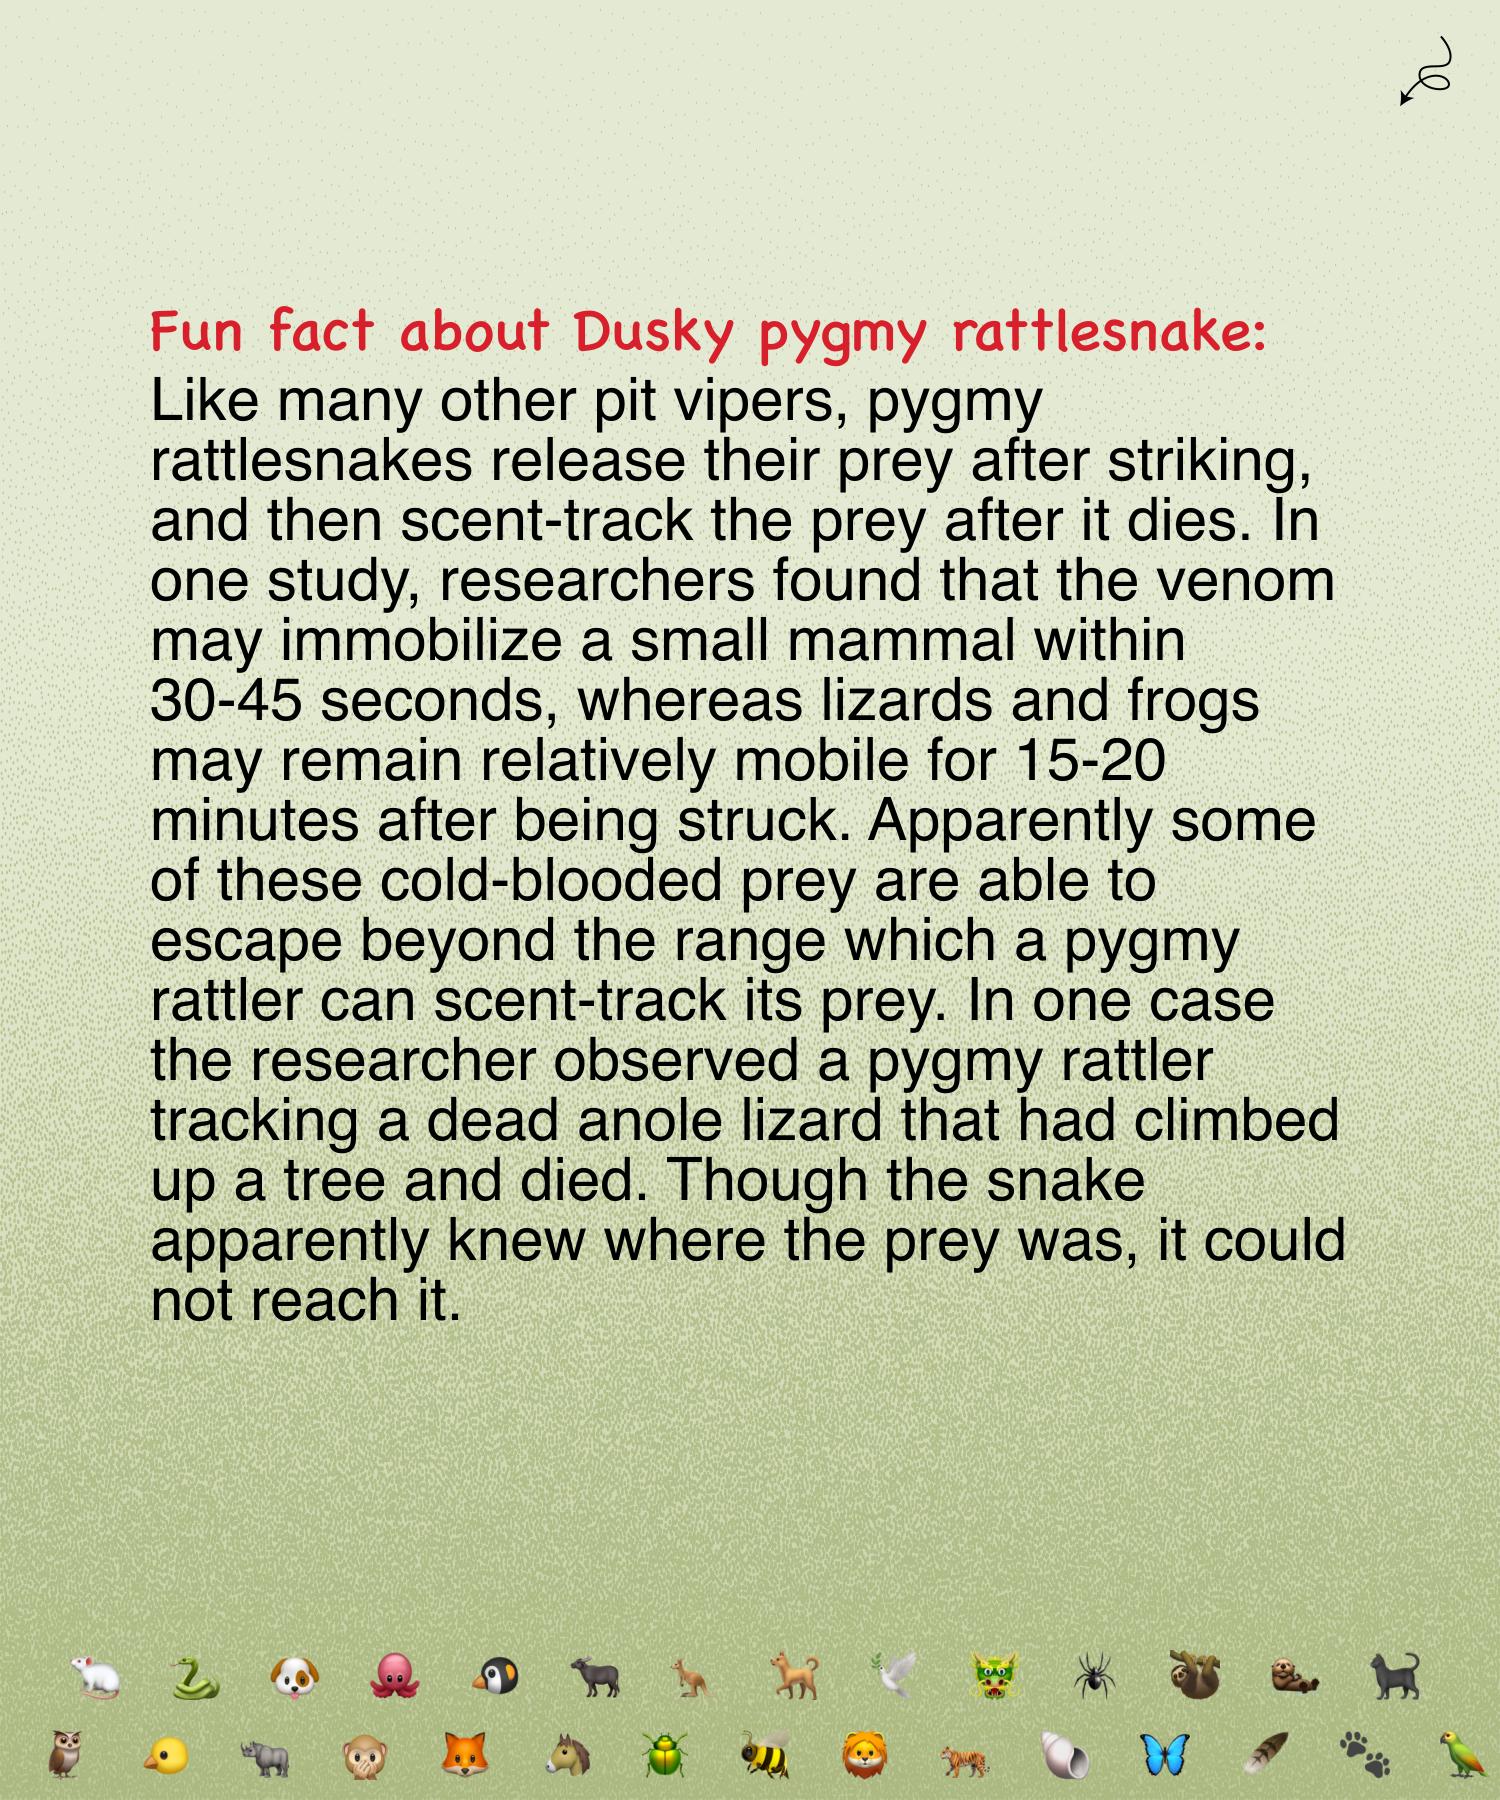 Fun fact about Dusky pygmy rattlesnake:
Like many other pit vipers, pygmy
rattlesnakes release their prey after striking,
and then scent-track the prey after it dies. In
one study, researchers found that the venom
may immobilize a small mammal within
30-45 seconds, whereas lizards and frogs
may remain relatively mobile for 15-20
minutes after being struck. Apparently some
of these cold-blooded prey are able to
escape beyond the range which a pygmy
rattler can scent-track its prey. In one case
the researcher observed a pygmy rattler
tracking a dead anole lizard that had climbed
up a tree and died. Though the snake
apparently knew where the prey was, it could
not reach it.